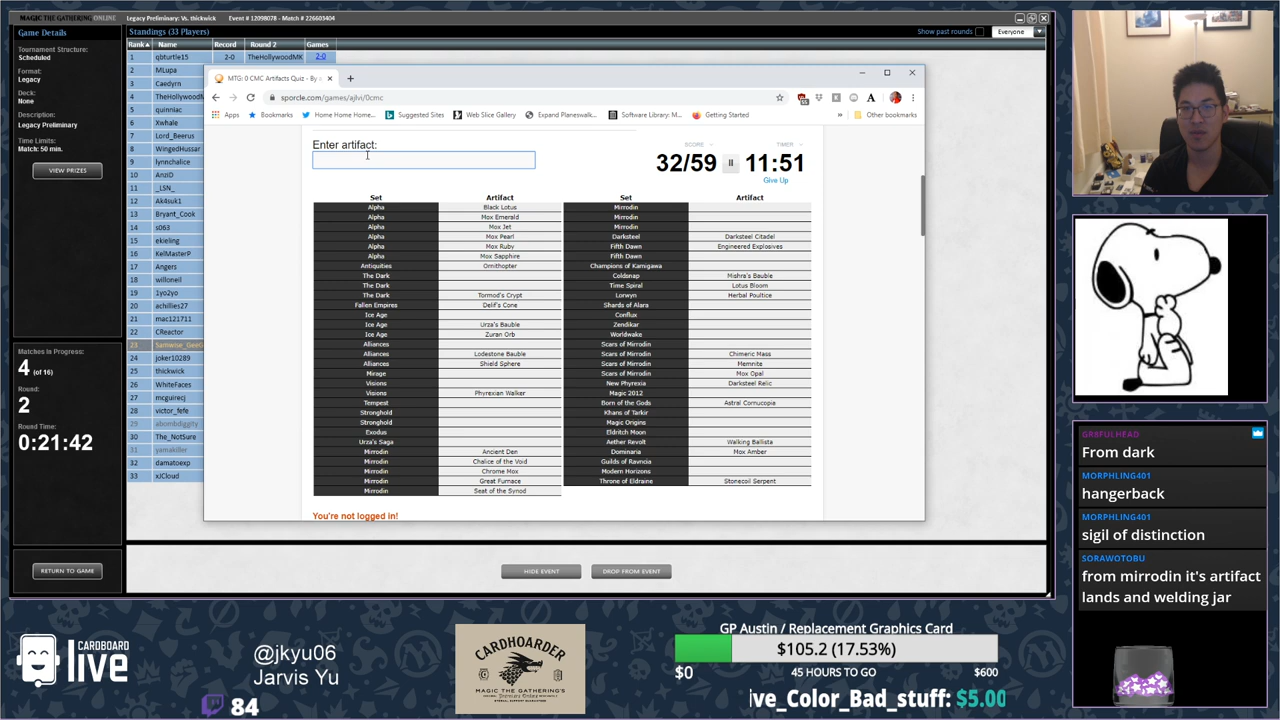 MAGIC THE GATHERING ONLINE
Legacy Preliminary: Vs. thickwick
Event # 12098078 - Match # 226603404
Game Details
Tournament Structure:
Scheduled
Format:
Legacy
Deck:
None
Description:
Legacy Preliminary
Time Limits:
Match: 50 min.
VIEW PRIZES
Matches In Progress:
4 (of 16)
Round:
2
Round Time:
0:21:42
RETURN TO GAME
Standings (33 Players)
Show past rounds
Everyone
Rank Name Record Round 2 Games
1 qbturtle15 2-0 TheHollywoodMK 2-0
2 MLupa
3 Caedyrn
4 TheHollywoodM
5 quinniac
6 Xwhale
7 Lord_Beerus
8 WingedHussar
9 lynnchalice
10 AnziD
11 _LSN_
12 Ak4suk1
13 Bryant_Cook
14 s063
15 ekieling
16 KelMasterP
17 Angers
18 willoneil
19 1yo2yo
20 achillies27
21 mac121711
22 CReactor
23 Samwise_Gee
24 joker10289
25 thickwick
26 WhiteFaces
27 mcguirecj
28 victor_fefe
29 abombdiggity
30 The_NotSure
31 yamakiller
32 damatoexp
33 xJCloud
HIDE EVENT
DROP FROM EVENT
MTG: 0 CMC Artifacts Quiz - By a
sporcle.com/games/ajlvi/0cmc
Apps
Bookmarks
Home Home Home...
Suggested Sites
Web Slice Gallery
Expand Planeswalk...
Software Library: M...
Getting Started
»
Other bookmarks
Enter artifact:
SCORE
32/59
TIMER
11:51
Give Up
Set Artifact Set Artifact
Alpha Black Lotus Mirrodin
Alpha Mox Emerald Mirrodin
Alpha Mox Jet Mirrodin
Alpha Mox Pearl Darksteel Darksteel Citadel
Alpha Mox Ruby Fifth Dawn Engineered Explosives
Alpha Mox Sapphire Fifth Dawn
Antiquities Ornithopter Champions of Kamigawa
The Dark Coldsnap Mishra's Bauble
The Dark Time Spiral Lotus Bloom
The Dark Tormod's Crypt Lorwyn Herbal Poultice
Fallen Empires Delif's Cone Shards of Alara
Ice Age Conflux
Ice Age Urza's Bauble Zendikar
Ice Age Zuran Orb Worldwake
Alliances Scars of Mirrodin
Alliances Lodestone Bauble Scars of Mirrodin Chimeric Mass
Alliances Shield Sphere Scars of Mirrodin Memnite
Mirage Scars of Mirrodin Mox Opal
Visions New Phyrexia Darksteel Relic
Visions Phyrexian Walker Magic 2012
Tempest Born of the Gods Astral Cornucopia
Stronghold Khans of Tarkir
Stronghold Magic Origins
Exodus Eldritch Moon
Urza's Saga Aether Revolt Walking Ballista
Mirrodin Ancient Den Dominaria Mox Amber
Mirrodin Chalice of the Void Guilds of Ravncia
Mirrodin Chrome Mox Modern Horizons
Mirrodin Great Furnace Throne of Eldraine Stonecoil Serpent
Mirrodin Seat of the Synod
You're not logged in!
GR8FULHEAD
From dark
MORPHLING401
hangerback
MORPHLING401
sigil of distinction
SORAWOTOBU
from mirrodin it's artifact
lands and welding jar
CARDBOARD
live
@jkyu06
Jarvis Yu
84
CARDHOARDER
MAGIC THE GATHERING'S
GP Austin / Replacement Graphics Card
$105.2 (17.53%)
$0
45 HOURS TO GO
$600
ive_Color_Bad_stuff: $5.00